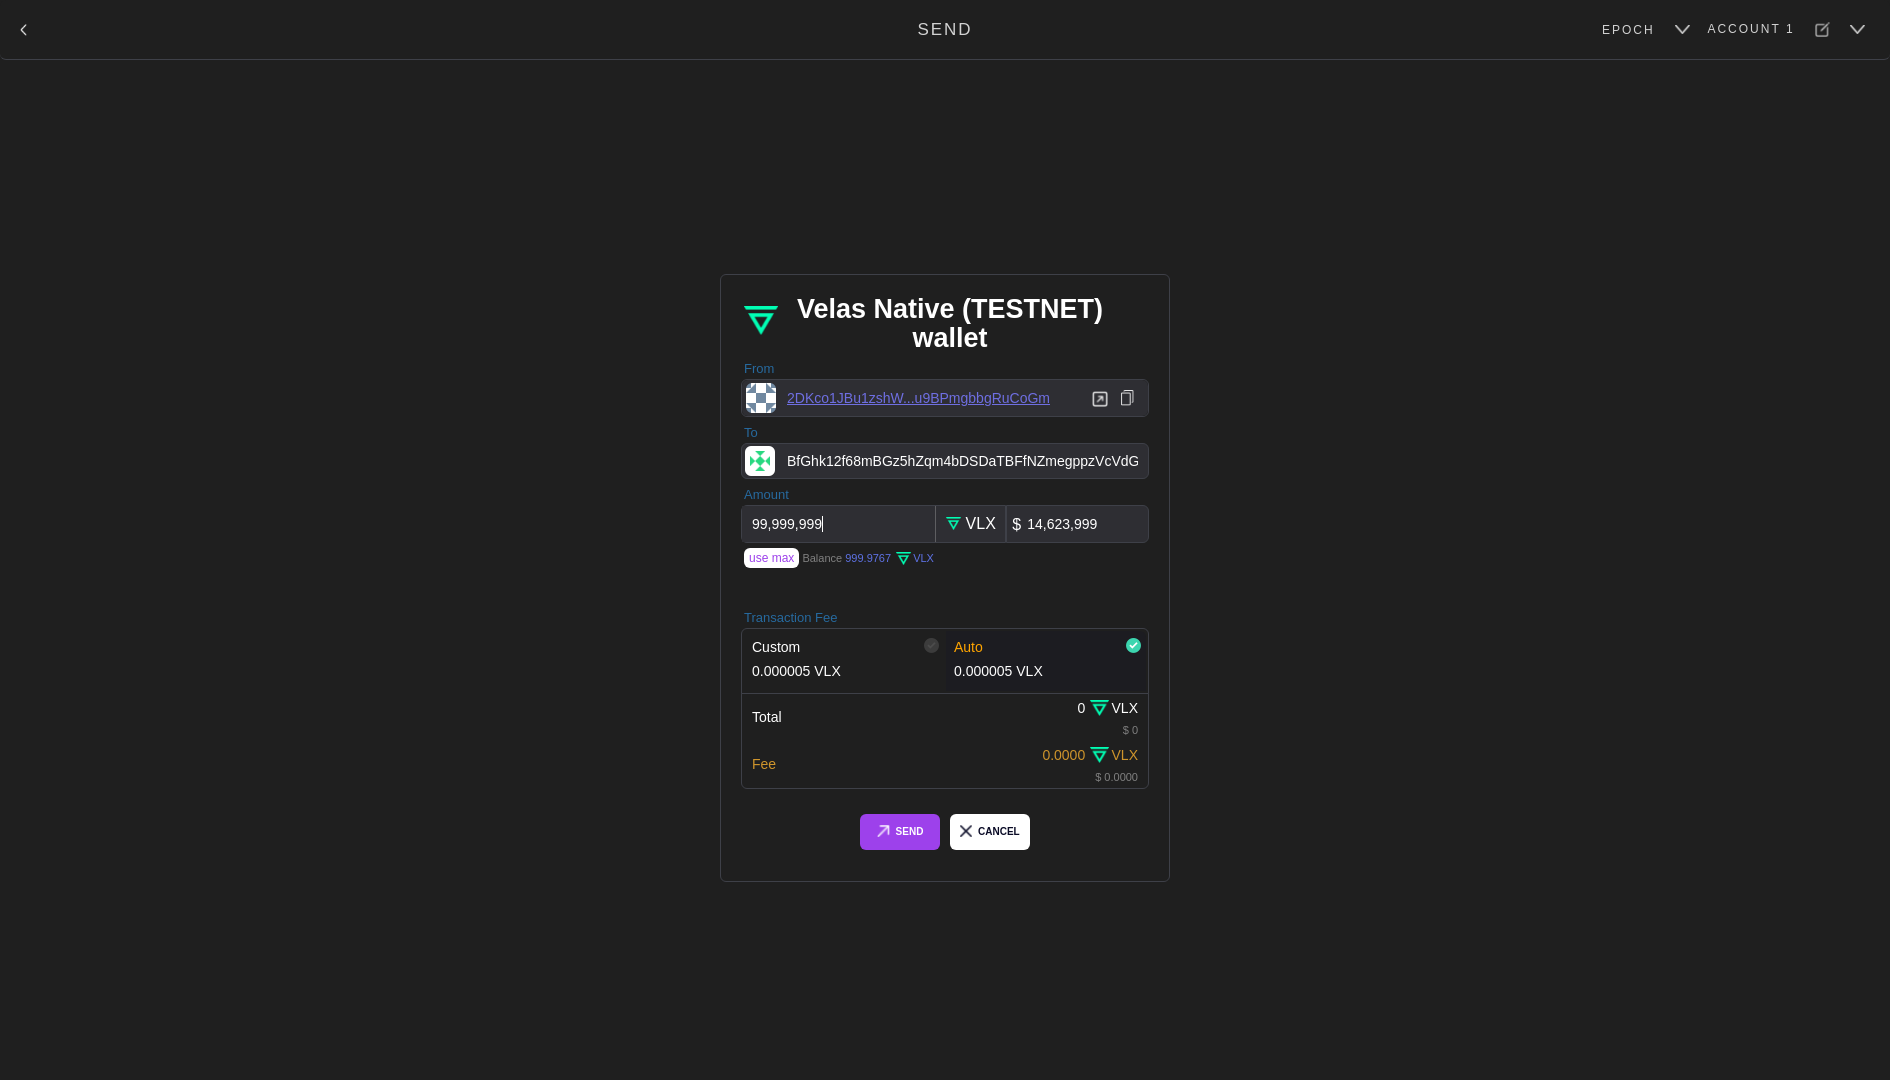 SEND
EPOCH
ACCOUNT 1
Velas Native (TESTNET)
wallet
From
2DKco1JBu1zshW...u9BPmgbbgRuCoGm
To
BfGhk12f68mBGz5hZqm4bDSDaTBFfNZmegppzVcVdG
Amount
99,999,999 VLX $ 14,623,999
use max Balance 999.9767 VLX
Transaction Fee
Custom Auto
0.000005 VLX 0.000005 VLX
Total 0 VLX
$ 0
Fee 0.0000 VLX
$ 0.0000
SEND CANCEL